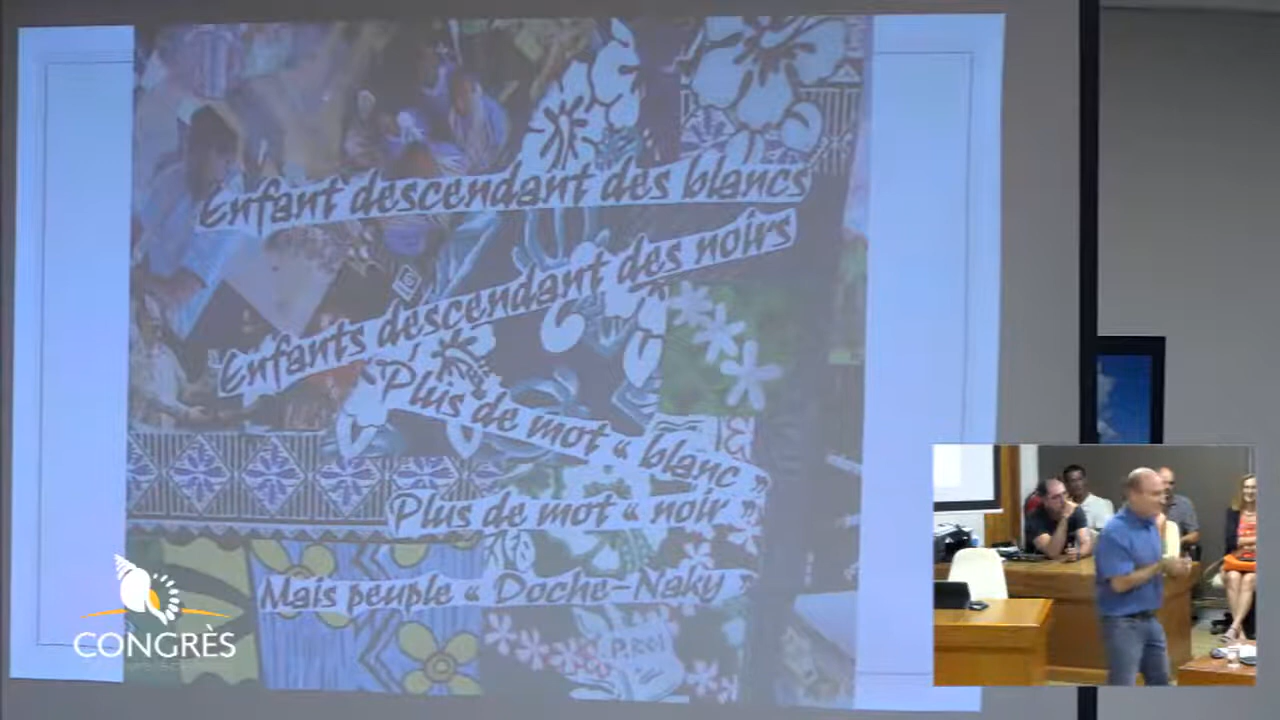 Enfant descendant des blancs
Enfants descendant des noirs
Plus de mot « blanc »
Plus de mot « noir »
Mais peuple « Doche-Naky »
CONGRÈS